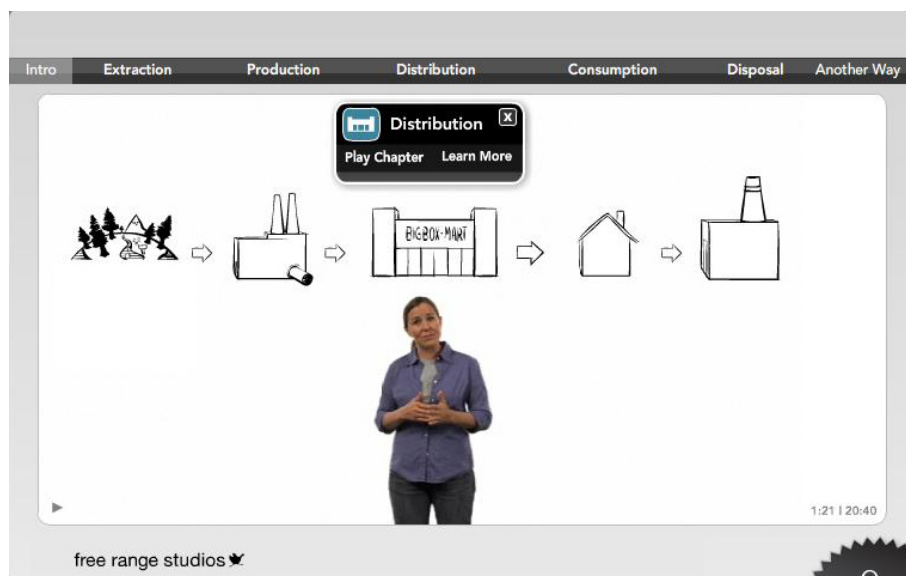 Intro Extraction Production Distribution Consumption Disposal Another Way
Distribution X
Play Chapter Learn More
BIGBOX-MART
1:21 | 20:40
free range studios